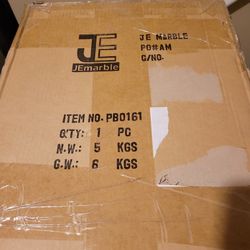 JE
JEmarble
JE MARBLE
PO#AM
C/NO.
ITEM NO. PB0161
Q'TY: 1 PC
N.W.: 5 KGS
G.W.: 6 KGS